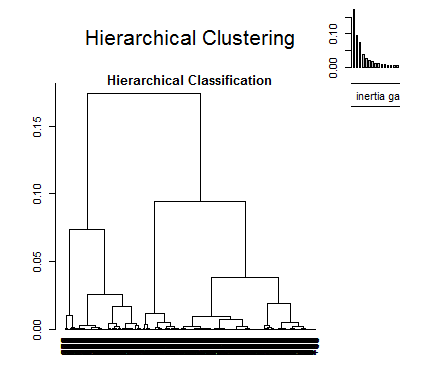 Hierarchical Clustering
0.10
0.00
inertia ga
Hierarchical Classification
0.15
0.10
0.05
0.00